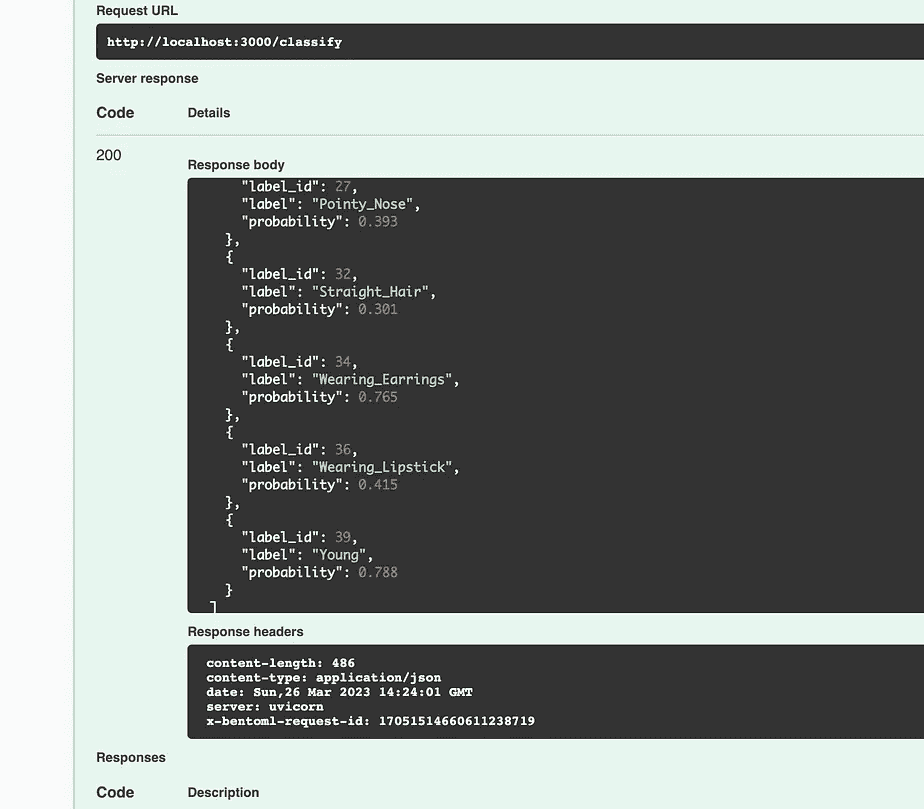 Request URL
http://localhost:3000/classify
Server response
Code Details
200
Response body
"label_id": 27,
"label": "Pointy_Nose",
"probability": 0.393
},
{
"label_id": 32,
"label": "Straight_Hair",
"probability": 0.301
},
{
"label_id": 34,
"label": "Wearing_Earrings",
"probability": 0.765
},
{
"label_id": 36,
"label": "Wearing_Lipstick",
"probability": 0.415
},
{
"label_id": 39,
"label": "Young",
"probability": 0.788
}
]
Response headers
content-length: 486
content-type: application/json
date: Sun,26 Mar 2023 14:24:01 GMT
server: uvicorn
x-bentoml-request-id: 17051514660611238719
Responses
Code Description